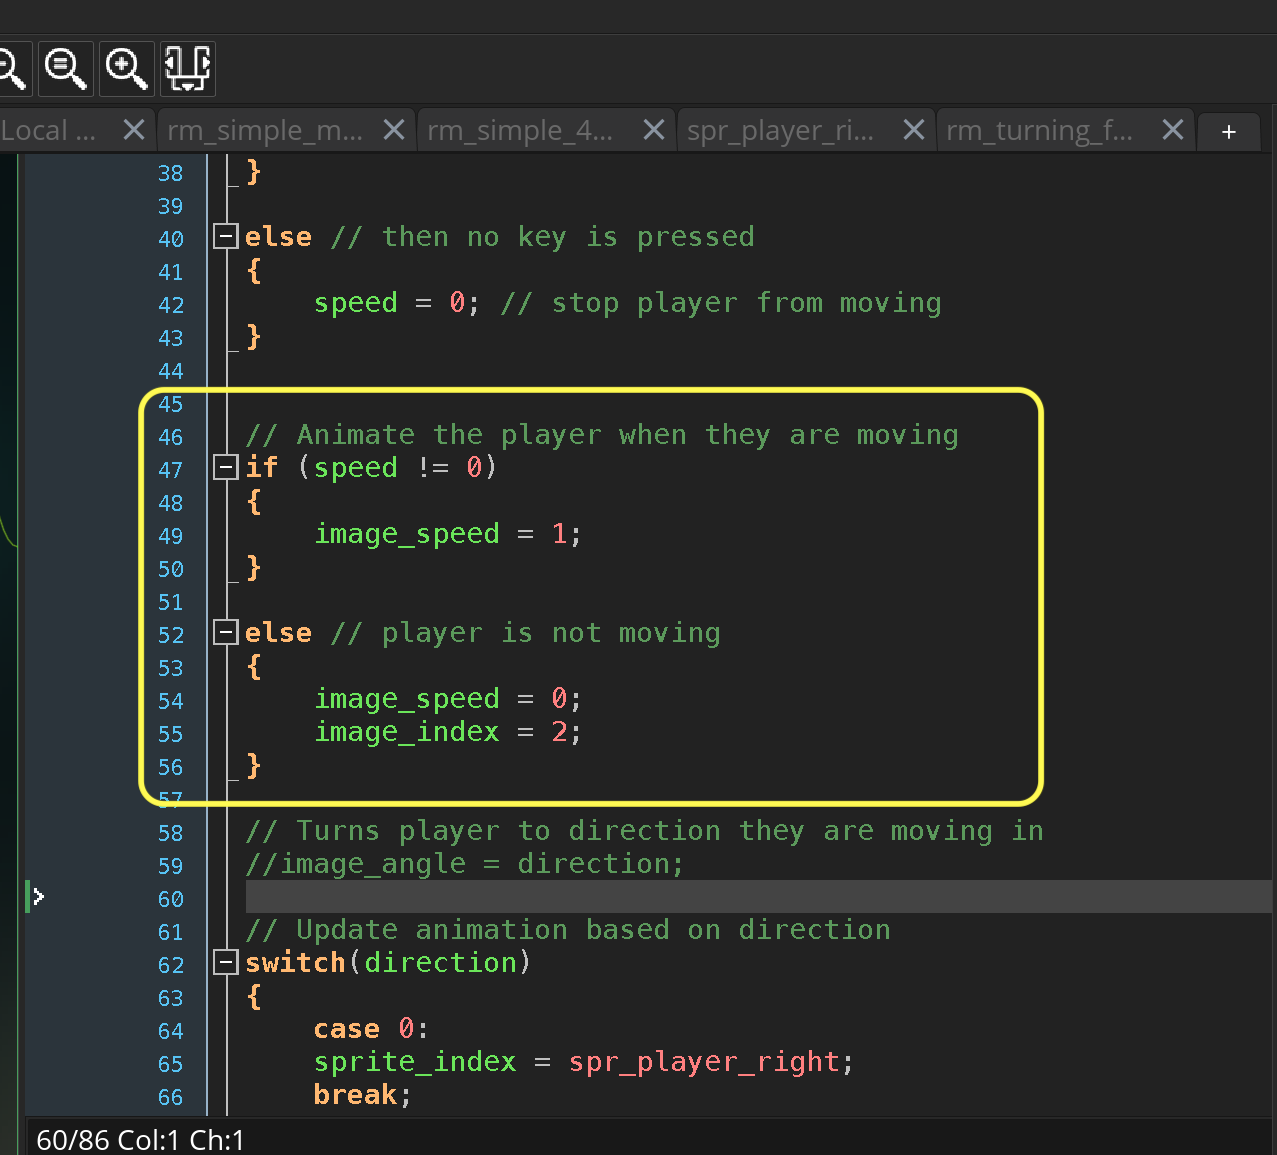 Local ... rm_simple_m... rm_simple_4... spr_player_ri... rm_turning_f... +
38 }
39
40 else // then no key is pressed
41 {
42 speed = 0; // stop player from moving
43 }
44
45
46 // Animate the player when they are moving
47 if (speed != 0)
48 {
49 image_speed = 1;
50 }
51
52 else // player is not moving
53 {
54 image_speed = 0;
55 image_index = 2;
56 }
57
58 // Turns player to direction they are moving in
59 //image_angle = direction;
60
61 // Update animation based on direction
62 switch(direction)
63 {
64 case 0:
65 sprite_index = spr_player_right;
66 break;
60/86 Col:1 Ch:1